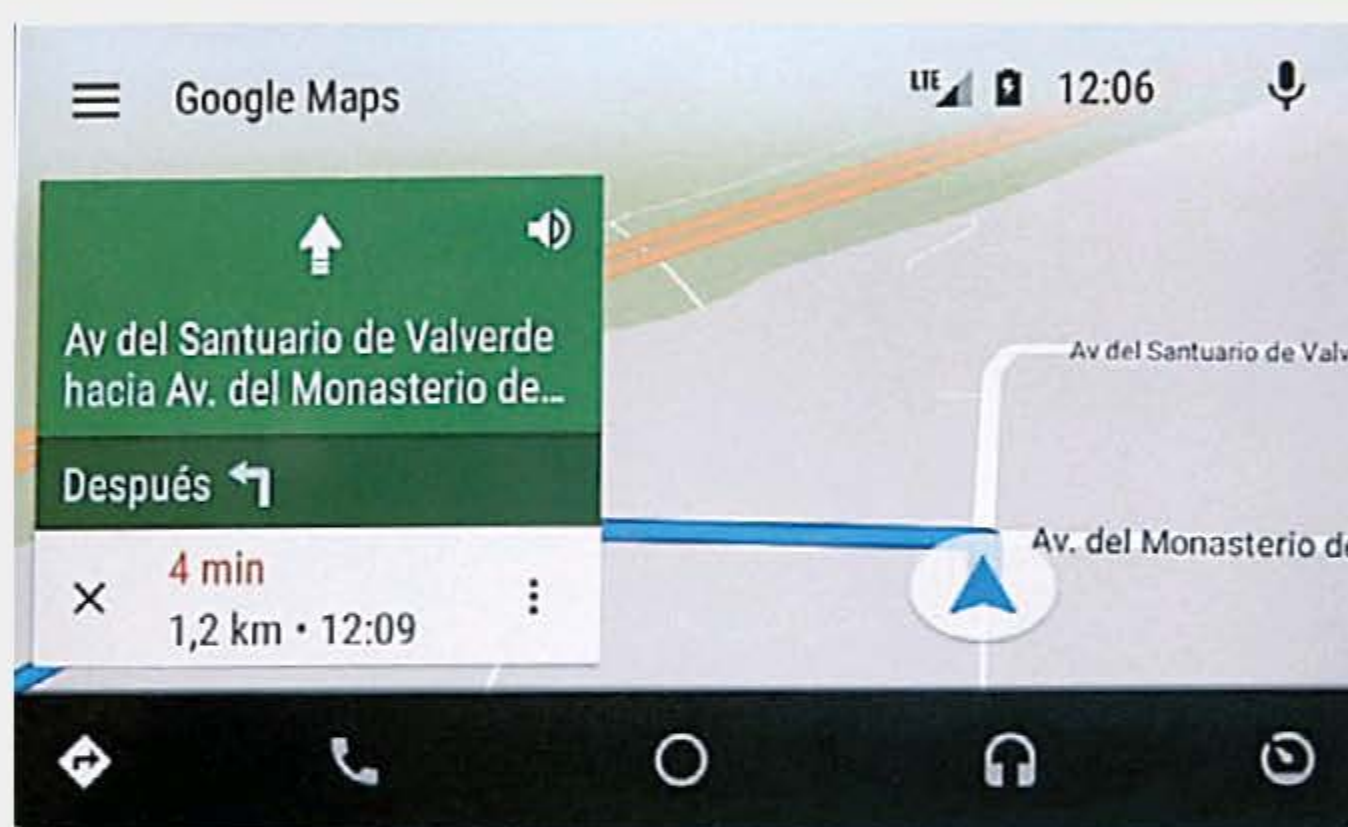 Google Maps
LTE 12:06
Av del Santuario de Valverde
hacia Av. del Monasterio de...
Después
4 min
1,2 km • 12:09
Av del Santuario de Valv
Av. del Monasterio de